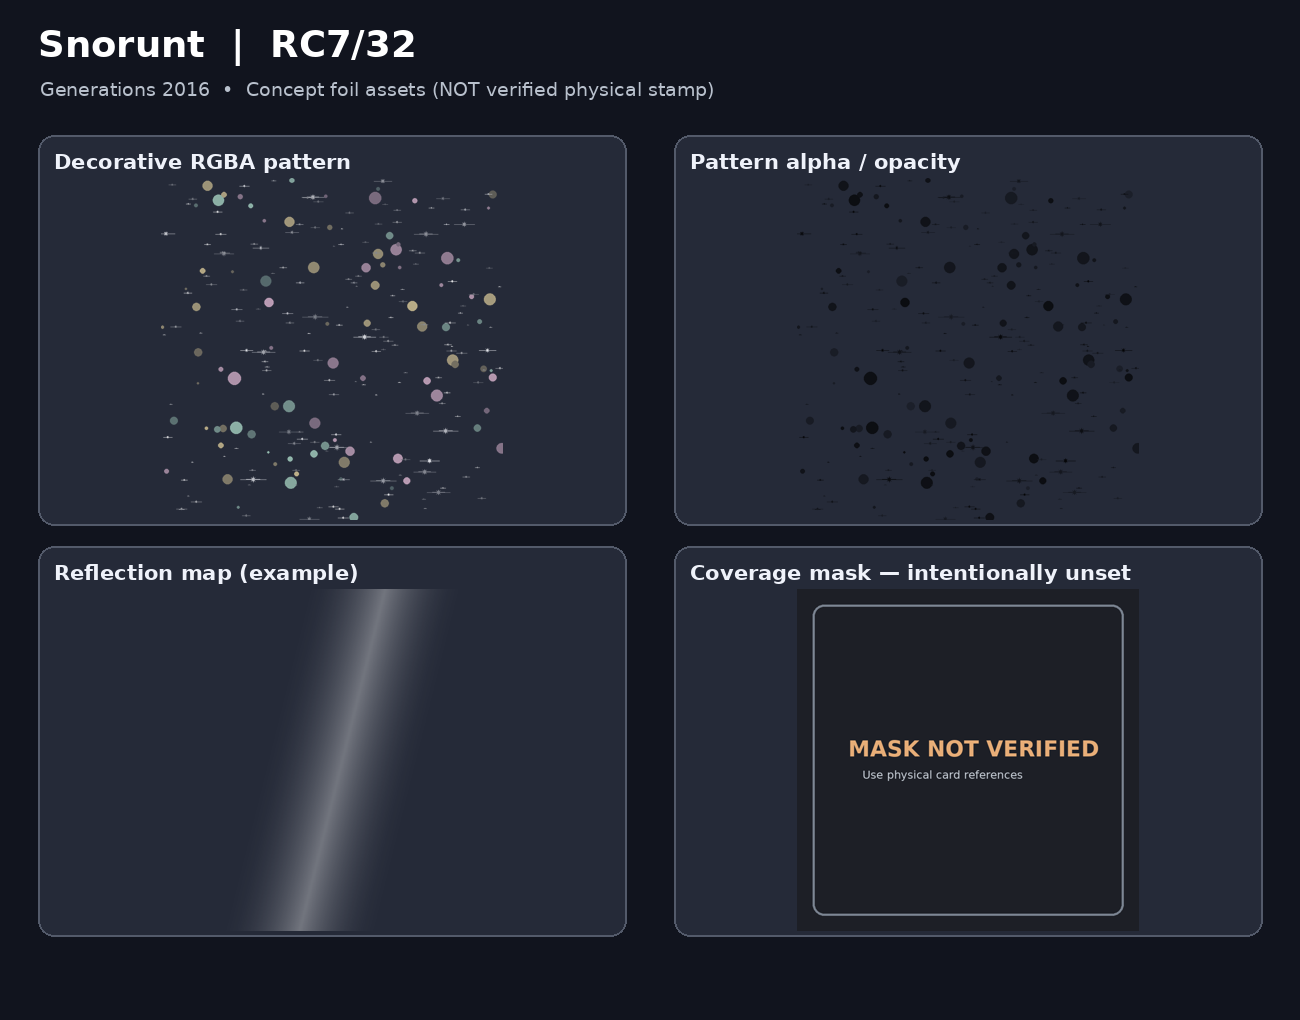 Snorunt | RC7/32
Generations 2016 • Concept foil assets (NOT verified physical stamp)
Decorative RGBA pattern
Pattern alpha / opacity
Reflection map (example)
Coverage mask — intentionally unset
MASK NOT VERIFIED
Use physical card references